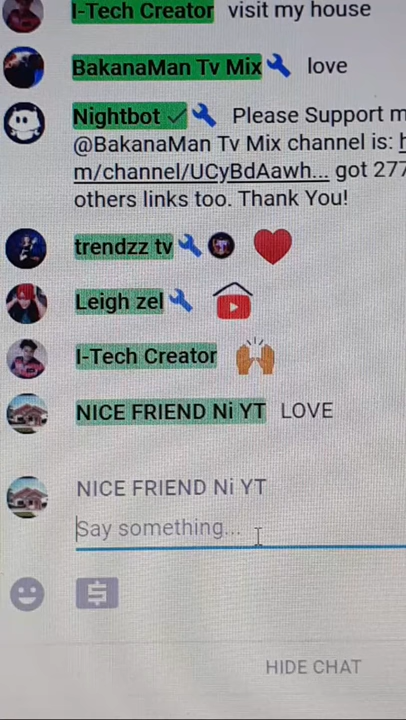 I-Tech Creator visit my house
BakanaMan Tv Mix love
Nightbot Please Support m
@BakanaMan Tv Mix channel is: h
m/channel/UCyBdAawh... got 277
others links too. Thank You!
trendzz tv
Leigh zel
I-Tech Creator
NICE FRIEND Ni YT LOVE
NICE FRIEND Ni YT
Say something...
HIDE CHAT